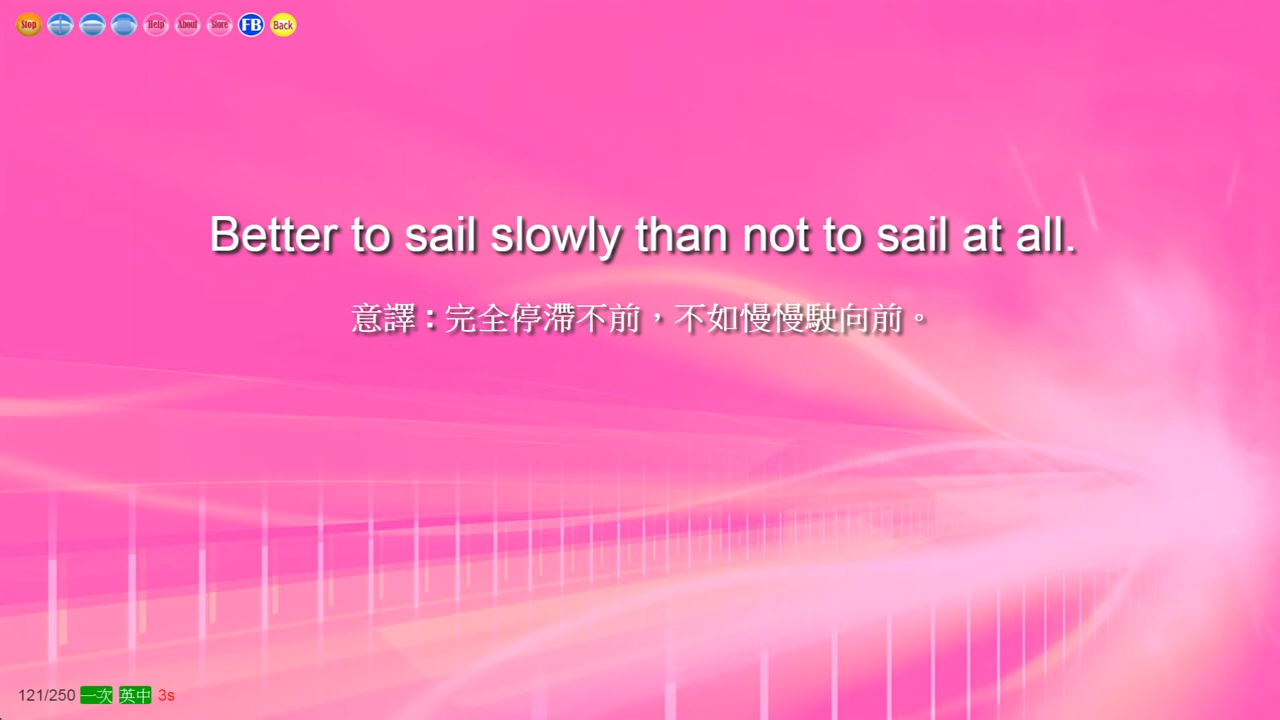 Stop Help About Store FB Back
Better to sail slowly than not to sail at all.
意譯：完全停滯不前，不如慢慢駛向前。
121/250 一次 英中 3s